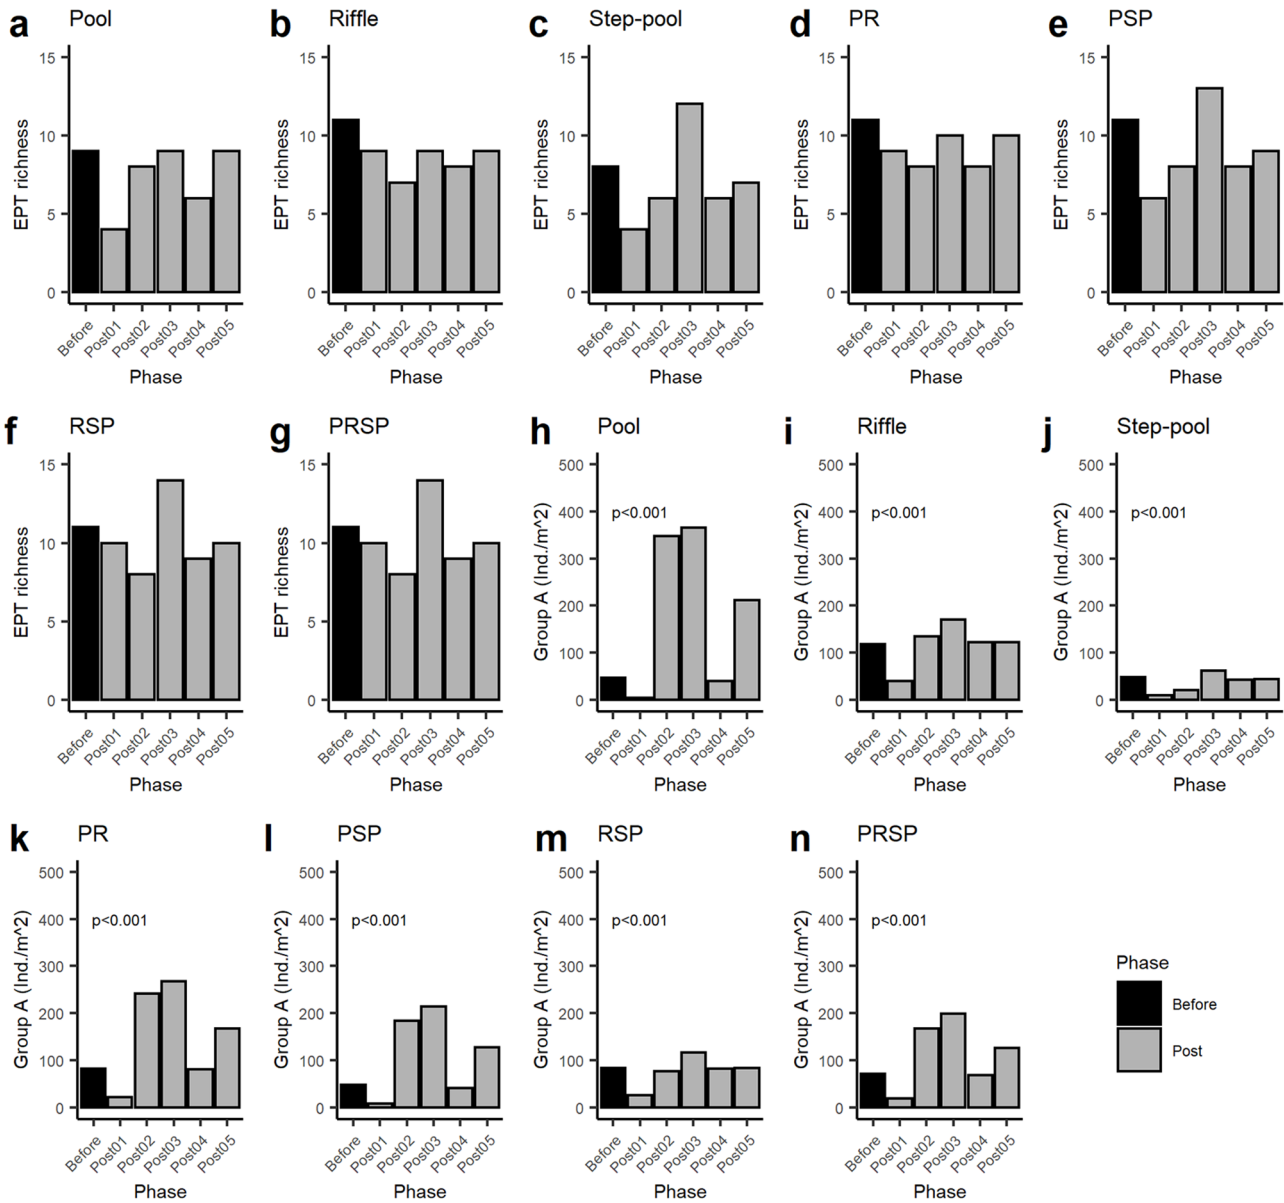 a Pool
15
10
5
0
EPT richness
Before Post01 Post02 Post03 Post04 Post05
Phase
b Riffle
15
10
5
0
EPT richness
Before Post01 Post02 Post03 Post04 Post05
Phase
c Step-pool
15
10
5
0
EPT richness
Before Post01 Post02 Post03 Post04 Post05
Phase
d PR
15
10
5
0
EPT richness
Before Post01 Post02 Post03 Post04 Post05
Phase
e PSP
15
10
5
0
EPT richness
Before Post01 Post02 Post03 Post04 Post05
Phase
f RSP
15
10
5
0
EPT richness
Before Post01 Post02 Post03 Post04 Post05
Phase
g PRSP
15
10
5
0
EPT richness
Before Post01 Post02 Post03 Post04 Post05
Phase
h Pool
500
400
300
200
100
0
Group A (Ind./m^2)
p<0.001
Before Post01 Post02 Post03 Post04 Post05
Phase
i Riffle
500
400
300
200
100
0
Group A (Ind./m^2)
p<0.001
Before Post01 Post02 Post03 Post04 Post05
Phase
j Step-pool
500
400
300
200
100
0
Group A (Ind./m^2)
p<0.001
Before Post01 Post02 Post03 Post04 Post05
Phase
k PR
500
400
300
200
100
0
Group A (Ind./m^2)
p<0.001
Before Post01 Post02 Post03 Post04 Post05
Phase
l PSP
500
400
300
200
100
0
Group A (Ind./m^2)
p<0.001
Before Post01 Post02 Post03 Post04 Post05
Phase
m RSP
500
400
300
200
100
0
Group A (Ind./m^2)
p<0.001
Before Post01 Post02 Post03 Post04 Post05
Phase
n PRSP
500
400
300
200
100
0
Group A (Ind./m^2)
p<0.001
Before Post01 Post02 Post03 Post04 Post05
Phase
Phase
Before
Post